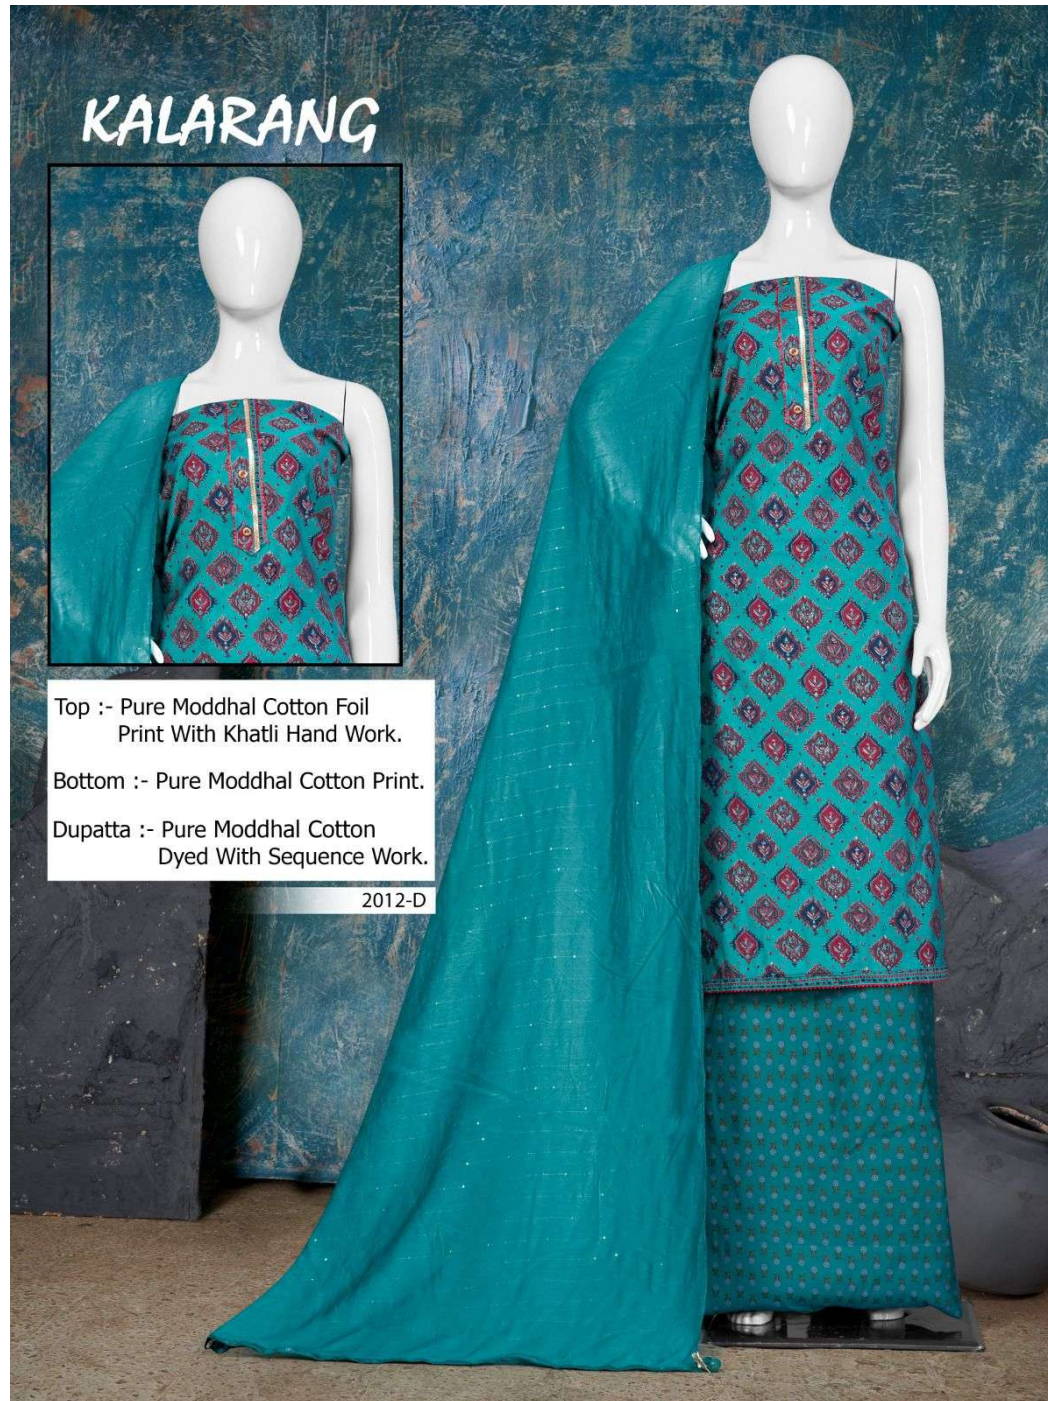 KALARANG
Top :- Pure Moddhal Cotton Foil
Print With Khatli Hand Work.
Bottom :- Pure Moddhal Cotton Print.
Dupatta :- Pure Moddhal Cotton
Dyed With Sequence Work.
2012-D